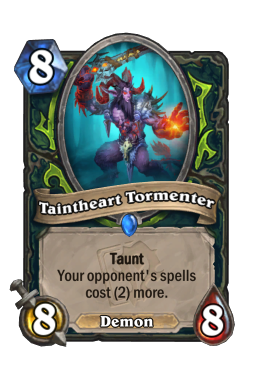 8
Taintheart Tormenter
Taunt
Your opponent's spells
cost (2) more.
8
Demon
8